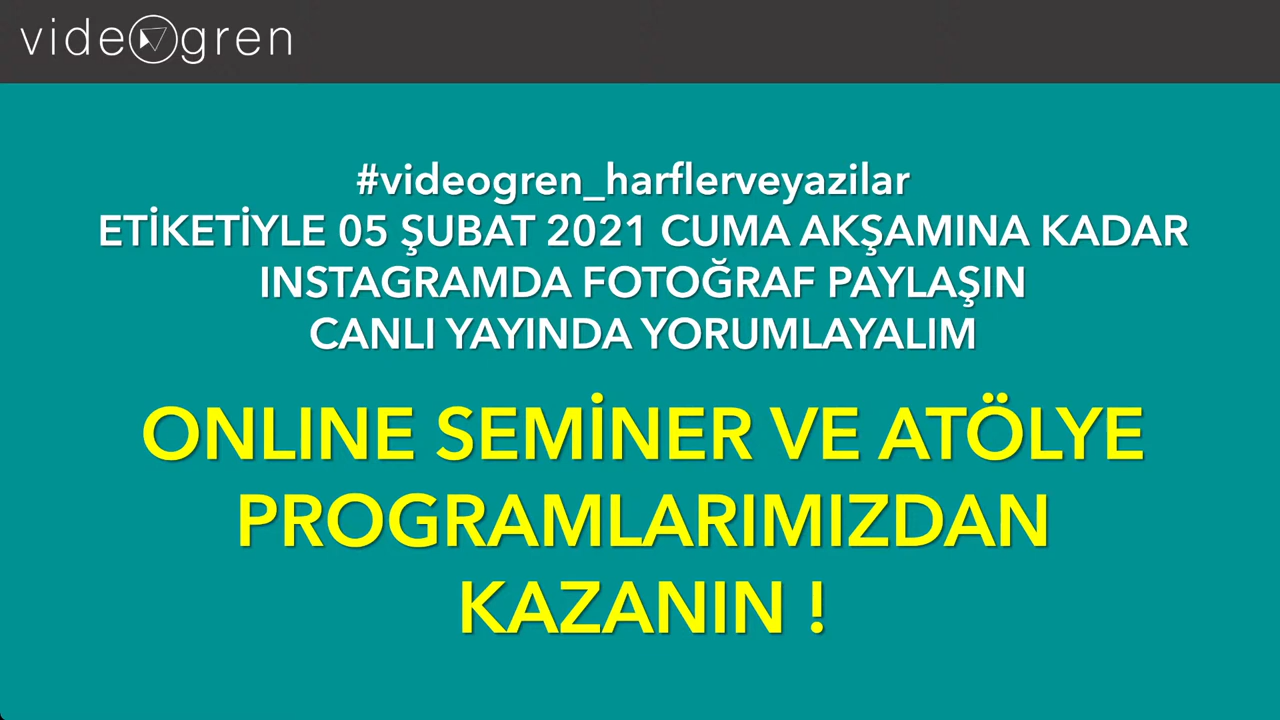 videogren
#videogren_harflerveyazilar
ETİKETİYLE 05 ŞUBAT 2021 CUMA AKŞAMINA KADAR
INSTAGRAMDA FOTOĞRAF PAYLAŞIN
CANLI YAYINDA YORUMLAYALIM
ONLINE SEMİNER VE ATÖLYE
PROGRAMLARIMIZDAN
KAZANIN !